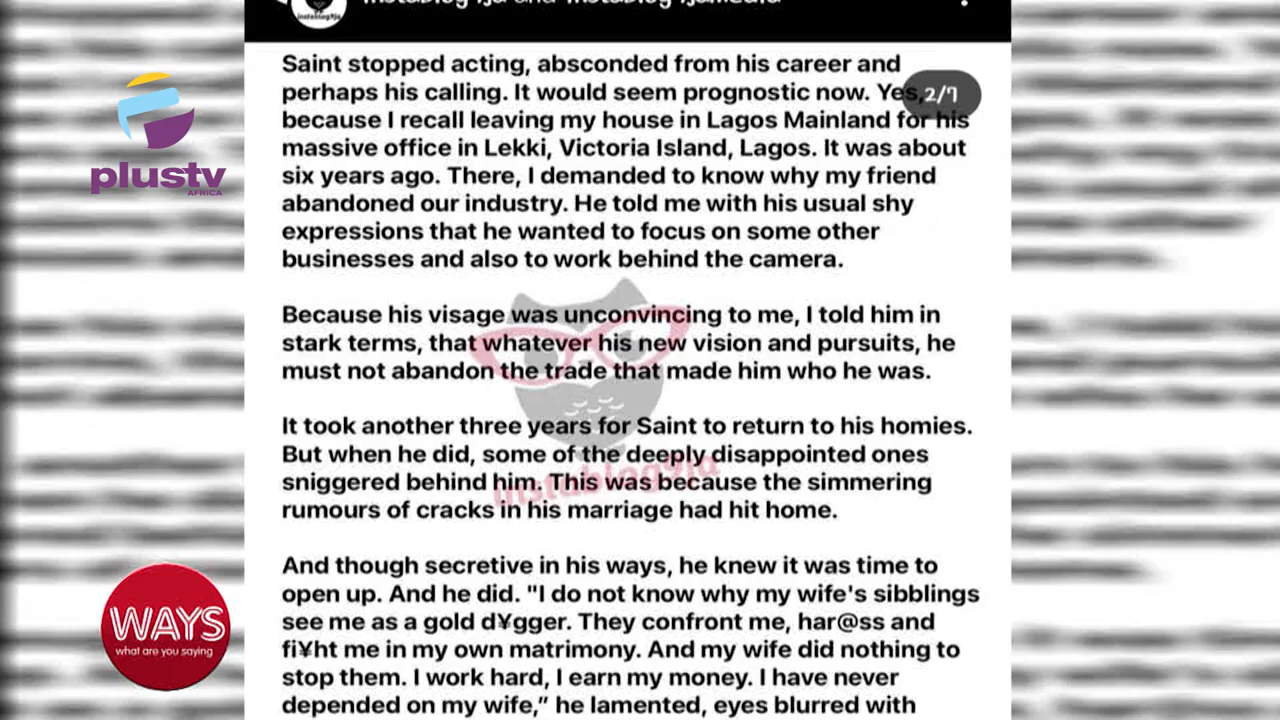 Saint stopped acting, absconded from his career and
perhaps his calling. It would seem prognostic now. Yes,
2/7
because I recall leaving my house in Lagos Mainland for his
massive office in Lekki, Victoria Island, Lagos. It was about
six years ago. There, I demanded to know why my friend
abandoned our industry. He told me with his usual shy
expressions that he wanted to focus on some other
businesses and also to work behind the camera.
Because his visage was unconvincing to me, I told him in
stark terms, that whatever his new vision and pursuits, he
must not abandon the trade that made him who he was.
It took another three years for Saint to return to his homies.
But when he did, some of the deeply disappointed ones
sniggered behind him. This was because the simmering
rumours of cracks in his marriage had hit home.
And though secretive in his ways, he knew it was time to
open up. And he did. "I do not know why my wife's sibblings
see me as a gold d¥gger. They confront me, har@ss and
fi¥ht me in my own matrimony. And my wife did nothing to
stop them. I work hard, I earn my money. I have never
depended on my wife,” he lamented, eyes blurred with
instablog9ja
plustv
AFRICA
WAYS
what are you saying